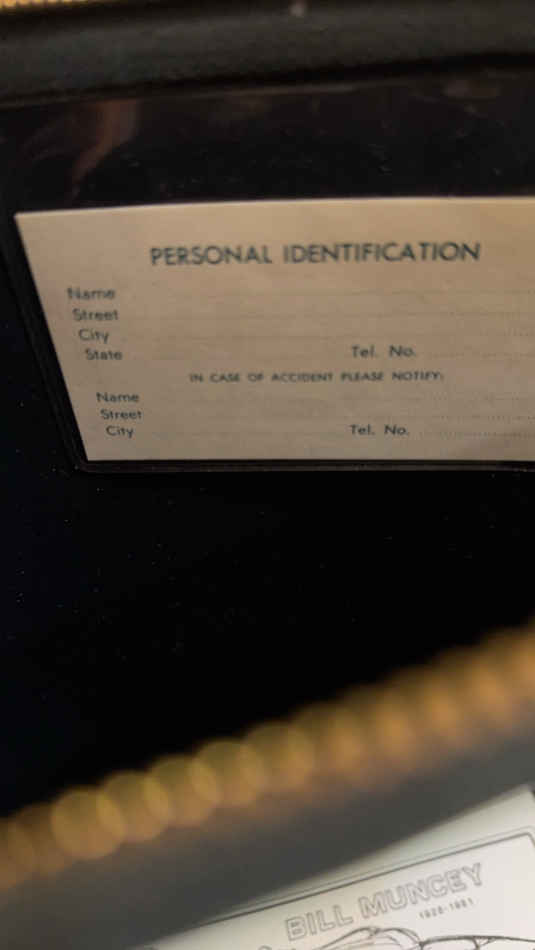 PERSONAL IDENTIFICATION
Name
Street
City
State Tel. No.
IN CASE OF ACCIDENT PLEASE NOTIFY:
Name
Street
City Tel. No.
BILL MUNCEY
1928-1981